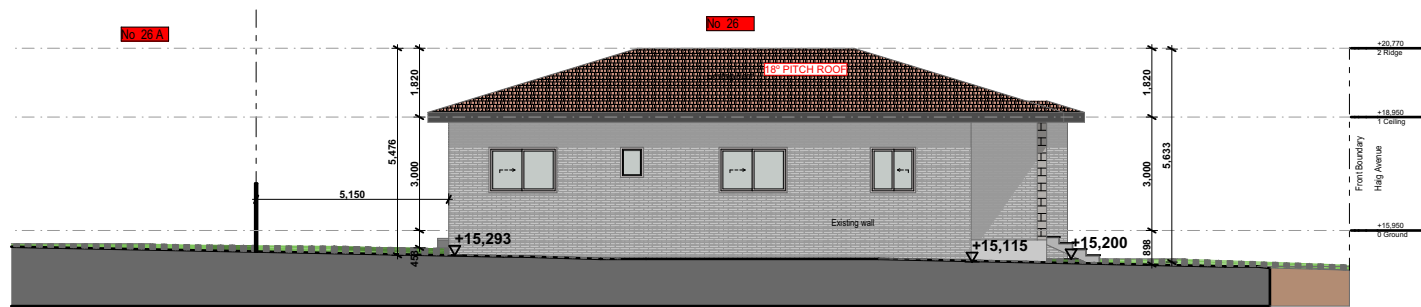 No 26 A
No 26
+20,770
2 Ridge
18º PITCH ROOF
1,820
1,820
+18,950
1 Ceiling
5,476
3,000
3,000
5,633
Front Boundary
Haig Avenue
5,150
Existing wall
+15,950
0 Ground
+15,293
+15,115
+15,200
898